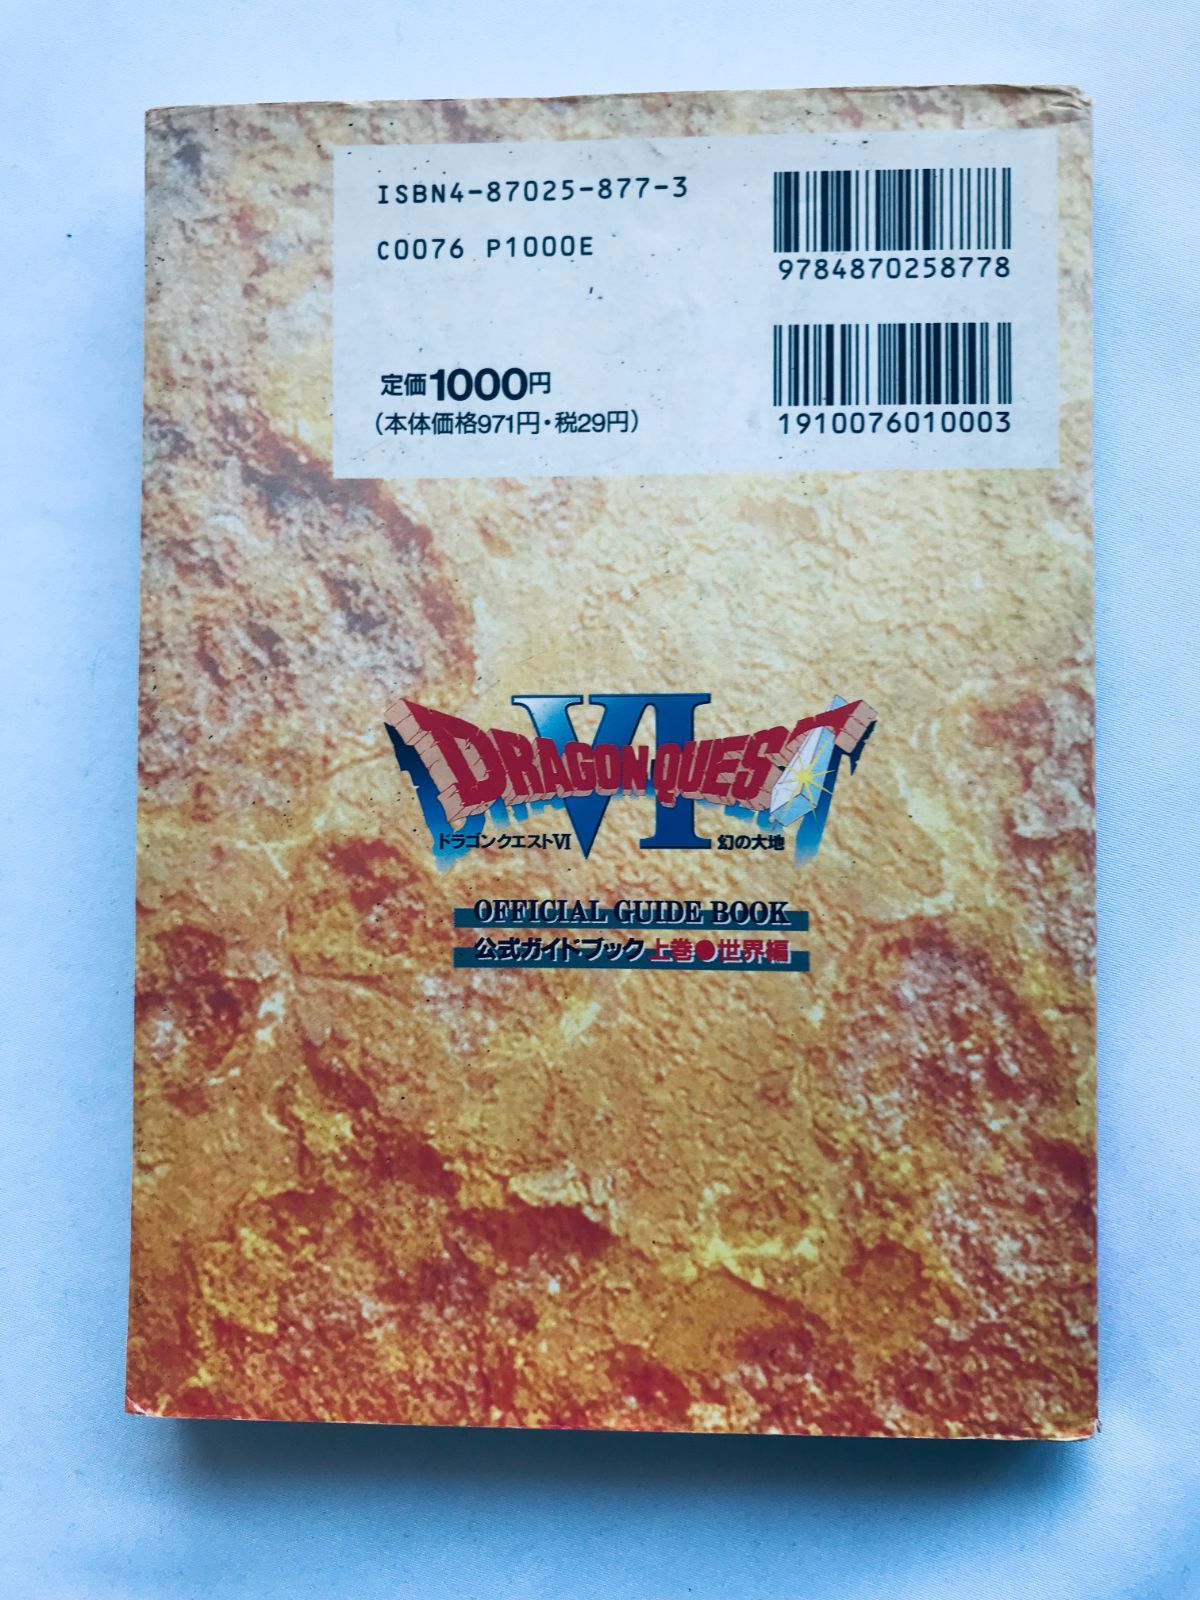 ISBN4-87025-877-3
C0076 P1000E
9784870258778
定価1000円
(本体価格971円・税29円)
1910076010003
VI
DRAGON QUEST
ドラゴンクエストVI 幻の大地
OFFICIAL GUIDE BOOK
公式ガイドブック 上巻●世界編